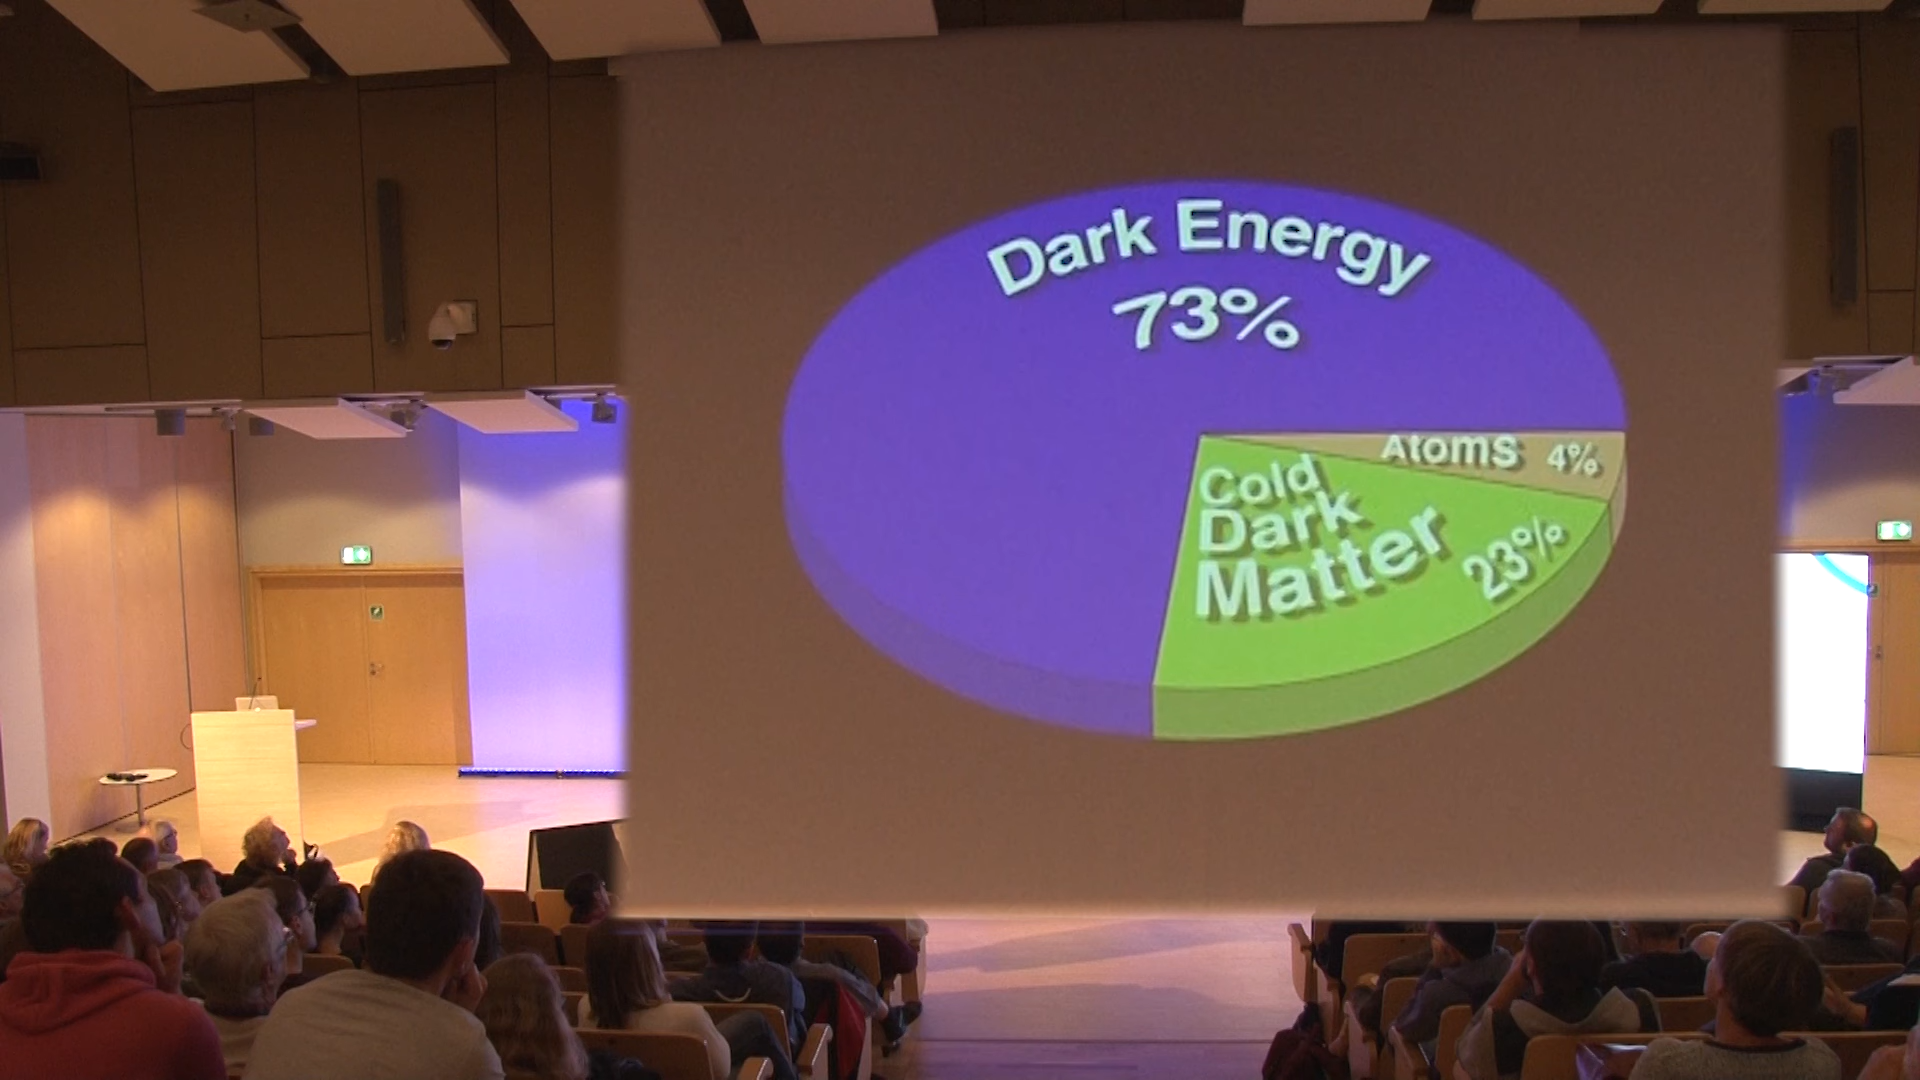 Dark Energy
73%
Atoms 4%
Cold
Dark
Matter
23%